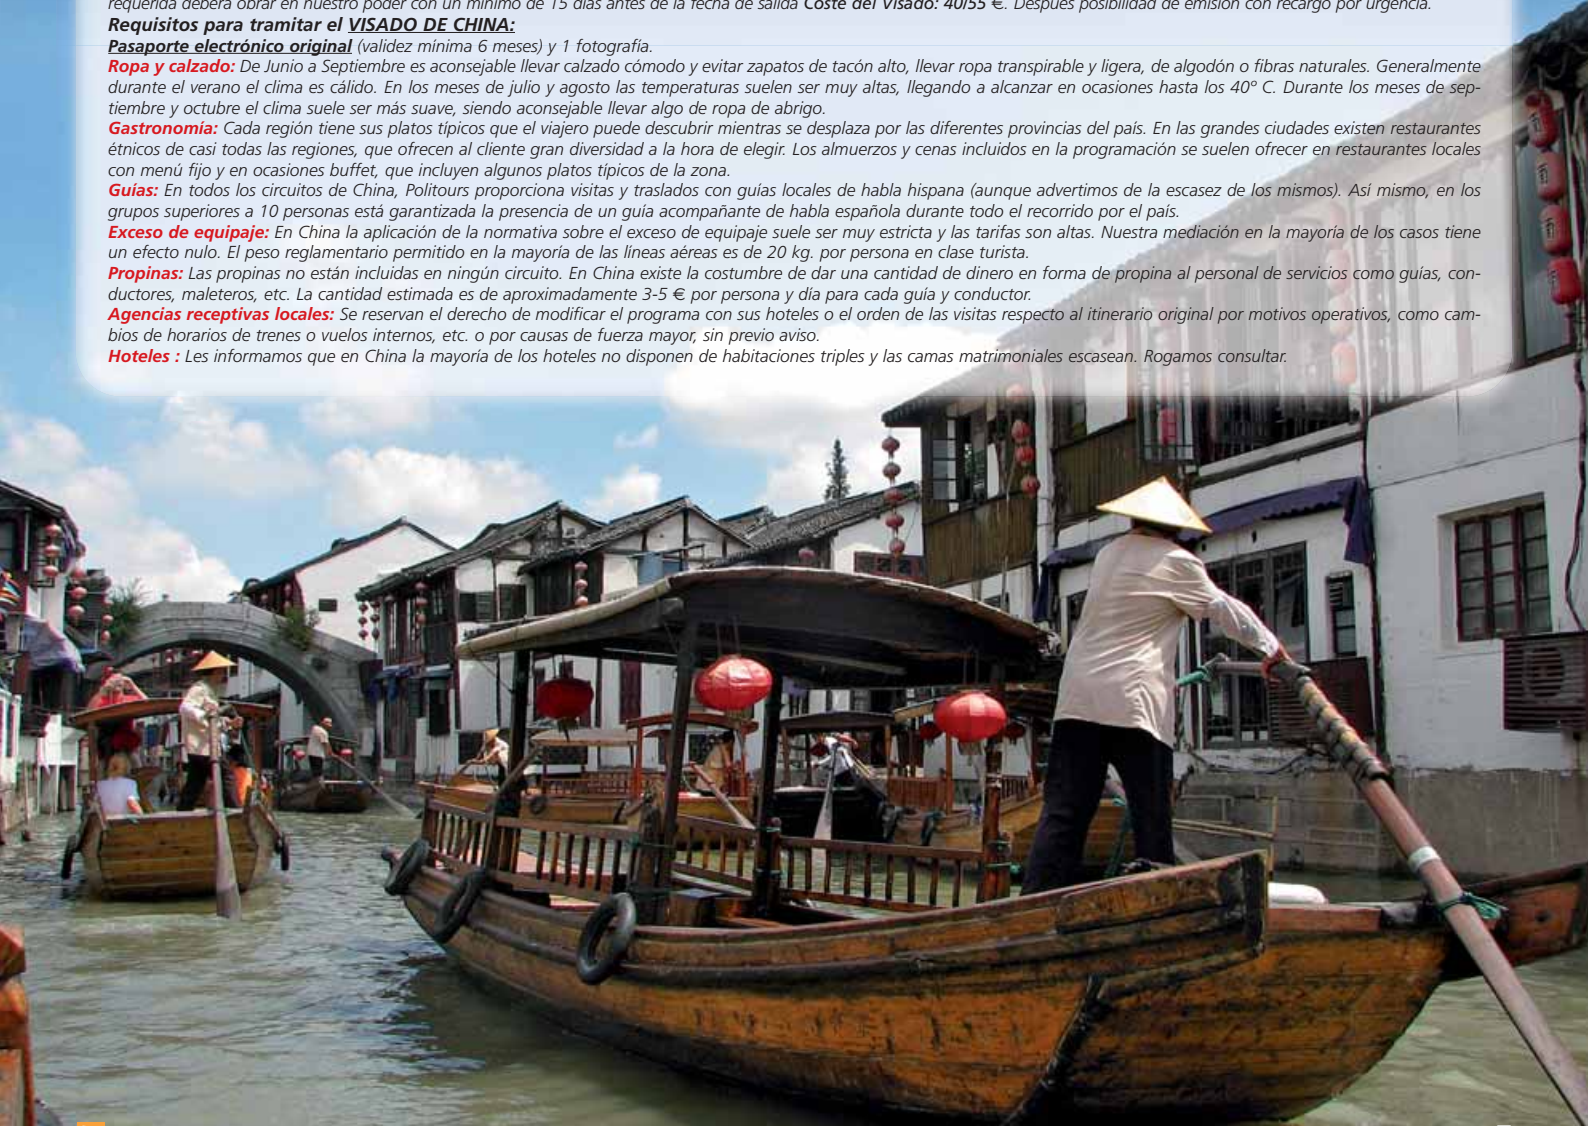 requerida deberá obrar en nuestro poder con un mínimo de 15 días antes de la fecha de salida Coste del Visado: 40/55 €. Después posibilidad de emisión con recargo por urgencia.
Requisitos para tramitar el VISADO DE CHINA:
Pasaporte electrónico original (validez mínima 6 meses) y 1 fotografía.
Ropa y calzado: De Junio a Septiembre es aconsejable llevar calzado cómodo y evitar zapatos de tacón alto, llevar ropa transpirable y ligera, de algodón o fibras naturales. Generalmente
durante el verano el clima es cálido. En los meses de julio y agosto las temperaturas suelen ser muy altas, llegando a alcanzar en ocasiones hasta los 40º C. Durante los meses de sep-
tiembre y octubre el clima suele ser más suave, siendo aconsejable llevar algo de ropa de abrigo.
Gastronomía: Cada región tiene sus platos típicos que el viajero puede descubrir mientras se desplaza por las diferentes provincias del país. En las grandes ciudades existen restaurantes
étnicos de casi todas las regiones, que ofrecen al cliente gran diversidad a la hora de elegir. Los almuerzos y cenas incluidos en la programación se suelen ofrecer en restaurantes locales
con menú fijo y en ocasiones buffet, que incluyen algunos platos típicos de la zona.
Guías: En todos los circuitos de China, Politours proporciona visitas y traslados con guías locales de habla hispana (aunque advertimos de la escasez de los mismos). Así mismo, en los
grupos superiores a 10 personas está garantizada la presencia de un guía acompañante de habla española durante todo el recorrido por el país.
Exceso de equipaje: En China la aplicación de la normativa sobre el exceso de equipaje suele ser muy estricta y las tarifas son altas. Nuestra mediación en la mayoría de los casos tiene
un efecto nulo. El peso reglamentario permitido en la mayoría de las líneas aéreas es de 20 kg. por persona en clase turista.
Propinas: Las propinas no están incluidas en ningún circuito. En China existe la costumbre de dar una cantidad de dinero en forma de propina al personal de servicios como guías, con-
ductores, maleteros, etc. La cantidad estimada es de aproximadamente 3-5 € por persona y día para cada guía y conductor.
Agencias receptivas locales: Se reservan el derecho de modificar el programa con sus hoteles o el orden de las visitas respecto al itinerario original por motivos operativos, como cam-
bios de horarios de trenes o vuelos internos, etc. o por causas de fuerza mayor, sin previo aviso.
Hoteles : Les informamos que en China la mayoría de los hoteles no disponen de habitaciones triples y las camas matrimoniales escasean. Rogamos consultar.